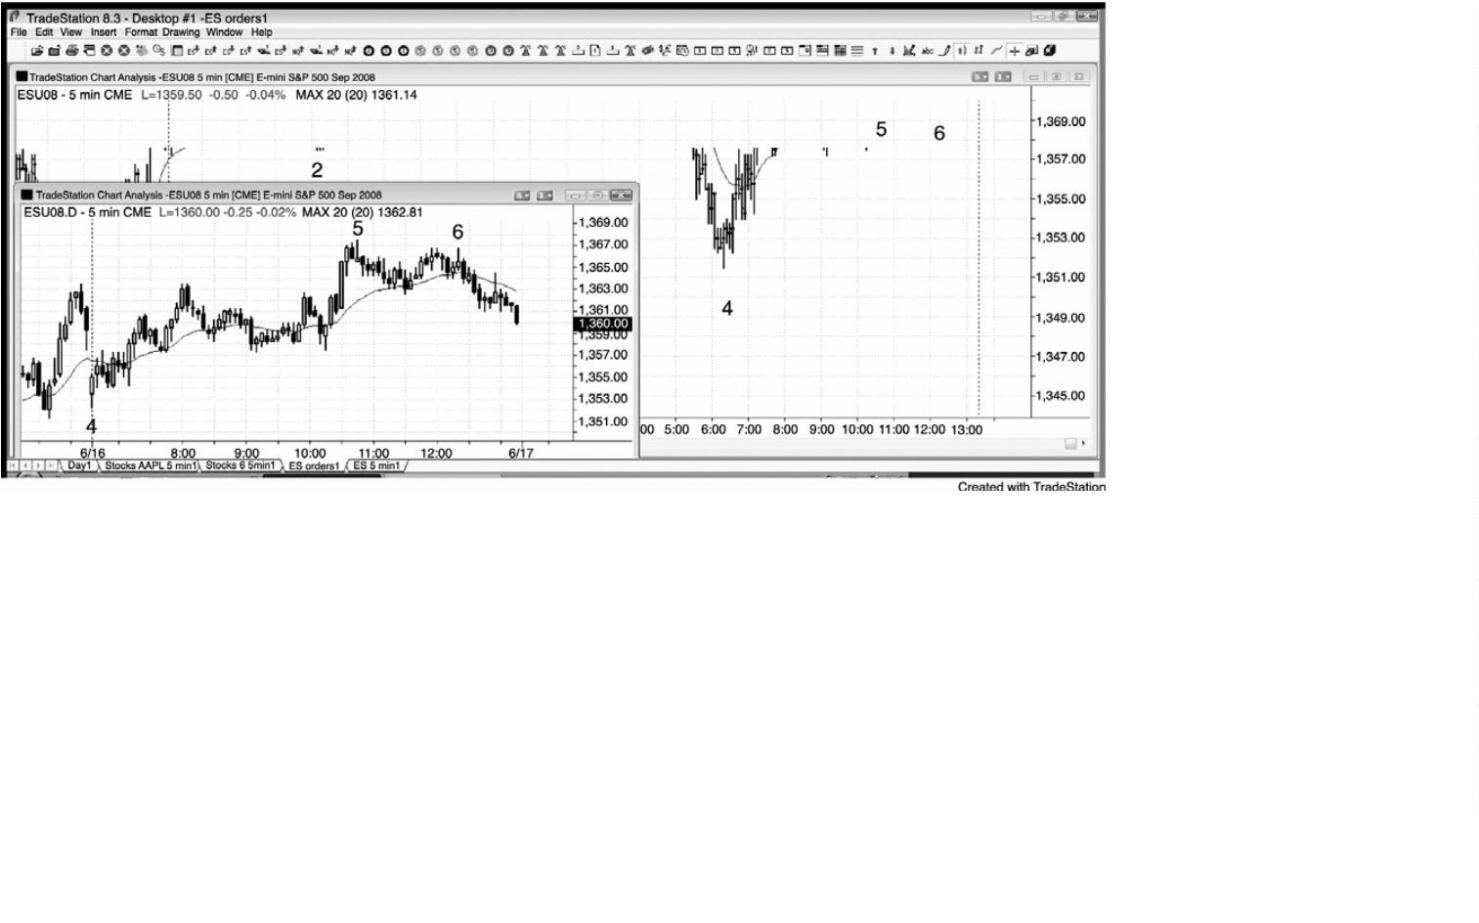 TradeStation 8.3 - Desktop #1 -ES orders1
File Edit View Insert Format Drawing Window Help
TradeStation Chart Analysis -ESU08 5 min [CME] E-mini S&P 500 Sep 2008
ESU08 - 5 min CME L=1359.50 -0.50 -0.04% MAX 20 (20) 1361.14
1,369.00
5
6
2
1,357.00
1,355.00
1,353.00
1,351.00
4
1,349.00
1,347.00
1,345.00
00 5:00 6:00 7:00 8:00 9:00 10:00 11:00 12:00 13:00
TradeStation Chart Analysis -ESU08 5 min [CME] E-mini S&P 500 Sep 2008
ESU08.D - 5 min CME L=1360.00 -0.25 -0.02% MAX 20 (20) 1362.81
5
6
1,369.00
1,367.00
1,365.00
1,363.00
1,361.00
1,360.00
1,359.00
1,357.00
1,355.00
1,353.00
1,351.00
4
6/16 8:00 9:00 10:00 11:00 12:00 6/17
Day1 Stocks AAPL 5 min1 Stocks 6 5min1 ES orders1 ES 5 min1
Created with TradeStation